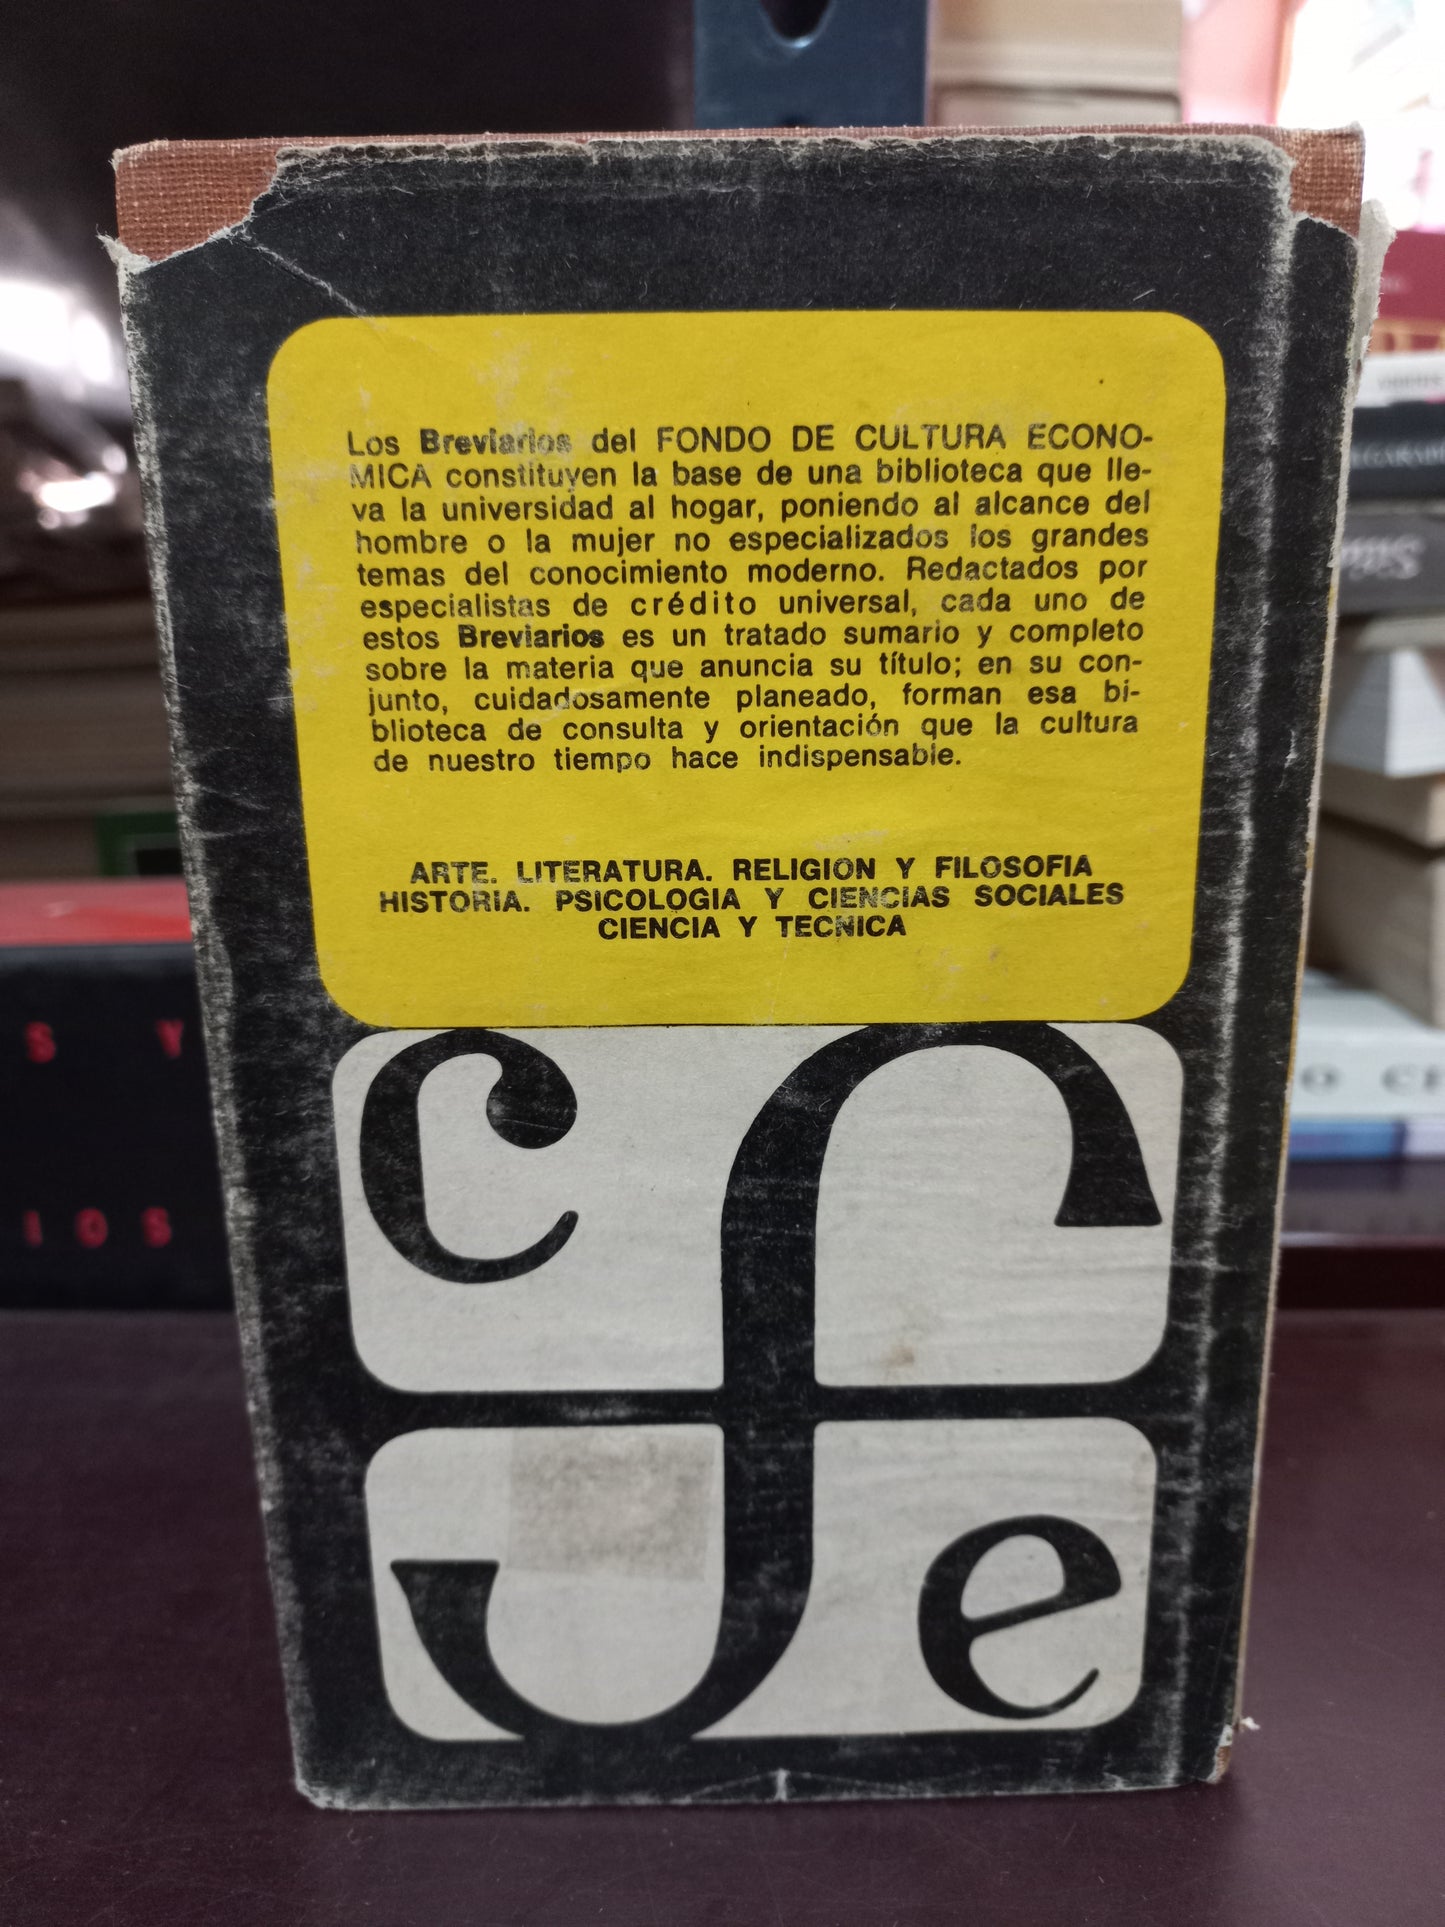 Los Breviarios del FONDO DE CULTURA ECONO-
MICA constituyen la base de una biblioteca que lle-
va la universidad al hogar, poniendo al alcance del
hombre o la mujer no especializados los grandes
temas del conocimiento moderno. Redactados por
especialistas de crédito universal, cada uno de
estos Breviarios es un tratado sumario y completo
sobre la materia que anuncia su título; en su con-
junto, cuidadosamente planeado, forman esa bi-
blioteca de consulta y orientación que la cultura
de nuestro tiempo hace indispensable.
ARTE. LITERATURA. RELIGION Y FILOSOFIA
HISTORIA. PSICOLOGIA Y CIENCIAS SOCIALES
CIENCIA Y TECNICA
c f e
S Y
IOS